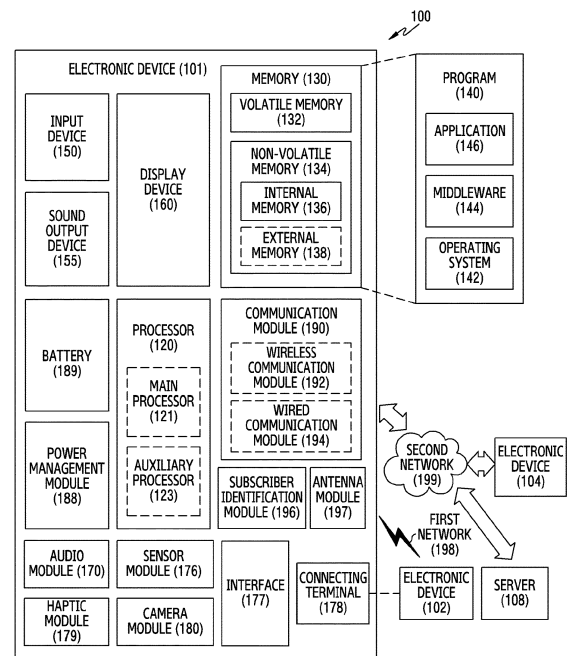 100
ELECTRONIC DEVICE (101)
INPUT
DEVICE
(150)
SOUND
OUTPUT
DEVICE
(155)
DISPLAY
DEVICE
(160)
MEMORY (130)
VOLATILE MEMORY
(132)
NON-VOLATILE
MEMORY (134)
INTERNAL
MEMORY (136)
EXTERNAL
MEMORY (138)
PROGRAM
(140)
APPLICATION
(146)
MIDDLEWARE
(144)
OPERATING
SYSTEM
(142)
BATTERY
(189)
POWER
MANAGEMENT
MODULE
(188)
PROCESSOR
(120)
MAIN
PROCESSOR
(121)
AUXILIARY
PROCESSOR
(123)
COMMUNICATION
MODULE (190)
WIRELESS
COMMUNICATION
MODULE (192)
WIRED
COMMUNICATION
MODULE (194)
SUBSCRIBER
IDENTIFICATION
MODULE (196)
ANTENNA
MODULE
(197)
SECOND
NETWORK
(199)
ELECTRONIC
DEVICE
(104)
FIRST
NETWORK
(198)
AUDIO
MODULE (170)
SENSOR
MODULE (176)
INTERFACE
(177)
CONNECTING
TERMINAL
(178)
ELECTRONIC
DEVICE
(102)
SERVER
(108)
HAPTIC
MODULE
(179)
CAMERA
MODULE (180)